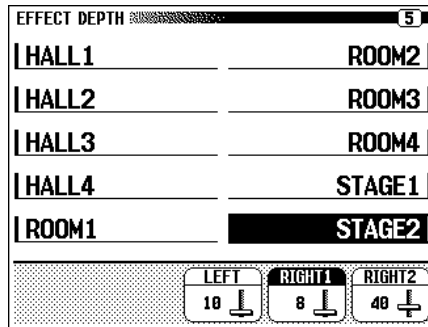 EFFECT DEPTH 5
HALL1 ROOM2
HALL2 ROOM3
HALL3 ROOM4
HALL4 STAGE1
ROOM1 STAGE2
LEFT RIGHT1 RIGHT2
10 8 40